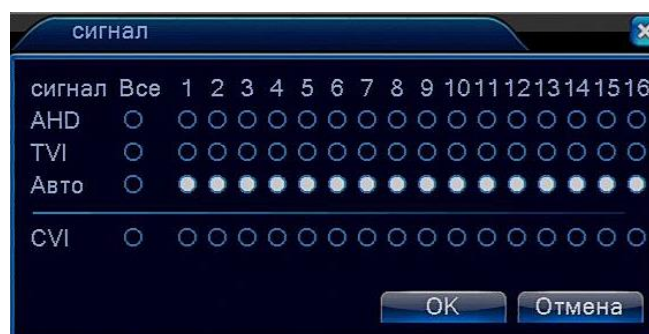 сигнал
сигнал Все 1 2 3 4 5 6 7 8 9 10 11 12 13 14 15 16
AHD
TVI
Авто
CVI
OK Отмена